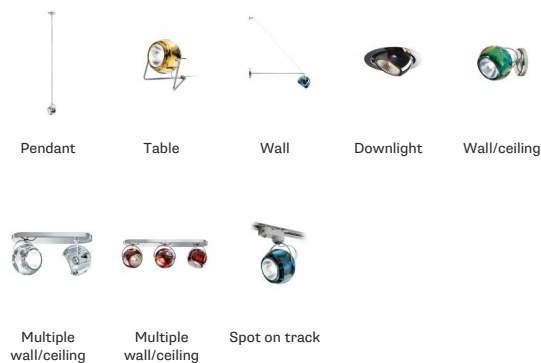 Pendant
Table
Wall
Downlight
Wall/ceiling
Multiple
wall/ceiling
Multiple
wall/ceiling
Spot on track